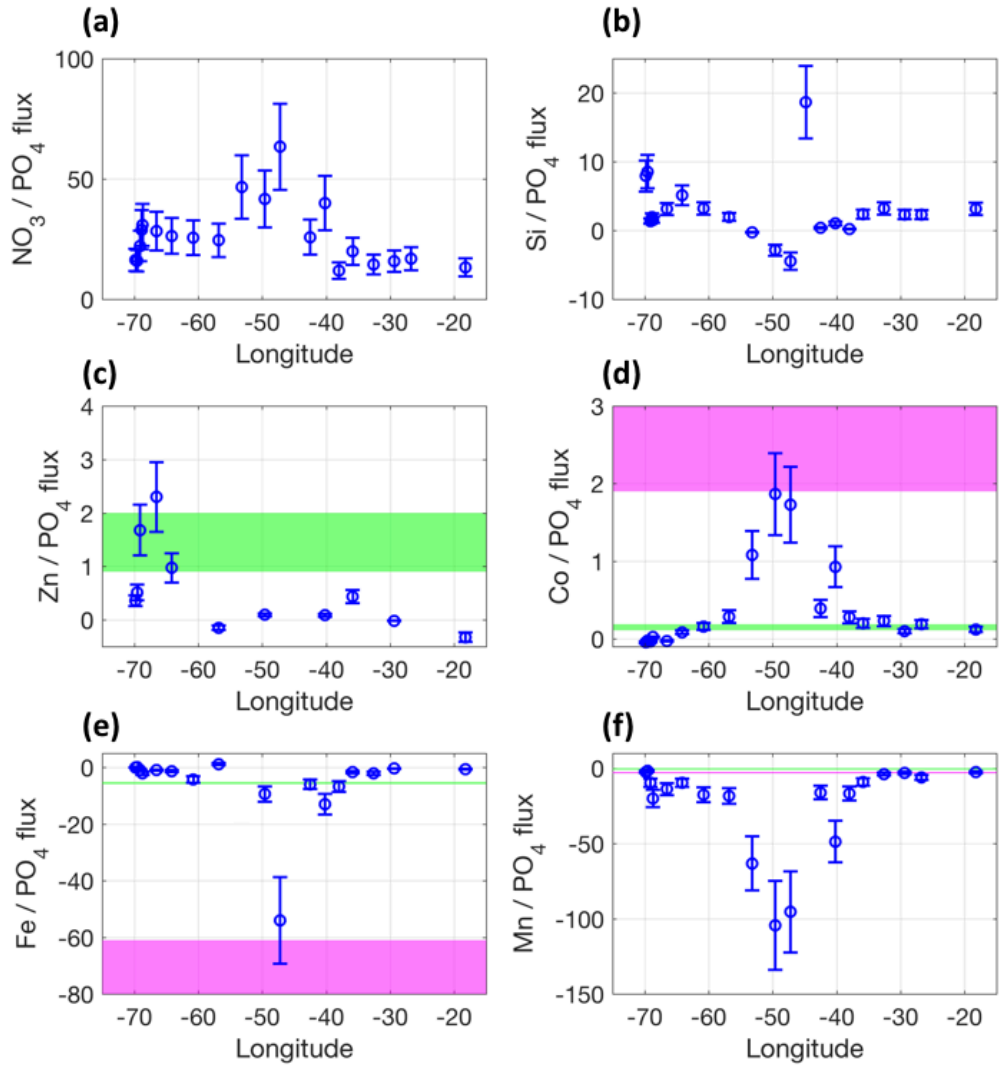 (a)
100
50
0
NO3 / PO4 flux
-70 -60 -50 -40 -30 -20
Longitude
(b)
20
10
0
-10
Si / PO4 flux
-70 -60 -50 -40 -30 -20
Longitude
(c)
4
3
2
1
0
Zn / PO4 flux
-70 -60 -50 -40 -30 -20
Longitude
(d)
3
2
1
0
Co / PO4 flux
-70 -60 -50 -40 -30 -20
Longitude
(e)
0
-20
-40
-60
-80
Fe / PO4 flux
-70 -60 -50 -40 -30 -20
Longitude
(f)
0
-50
-100
-150
Mn / PO4 flux
-70 -60 -50 -40 -30 -20
Longitude